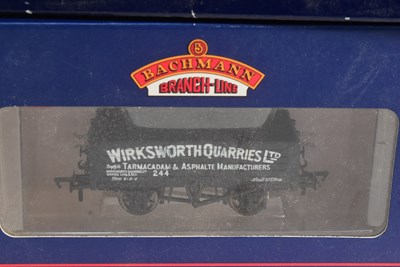 BACHMANN
BRANCH-LINE
WIRKSWORTH QUARRIES LTD
TARMACADAM & ASPHALTE MANUFACTURERS
244